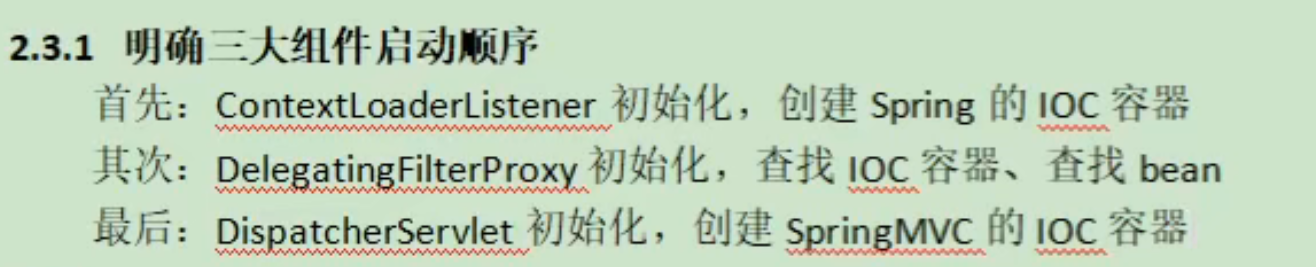 2.3.1 明确三大组件启动顺序
首先：ContextLoaderListener 初始化，创建 Spring 的 IOC 容器
其次：DelegatingFilterProxy 初始化，查找 IOC 容器、查找 bean
最后：DispatcherServlet 初始化，创建 SpringMVC 的 IOC 容器